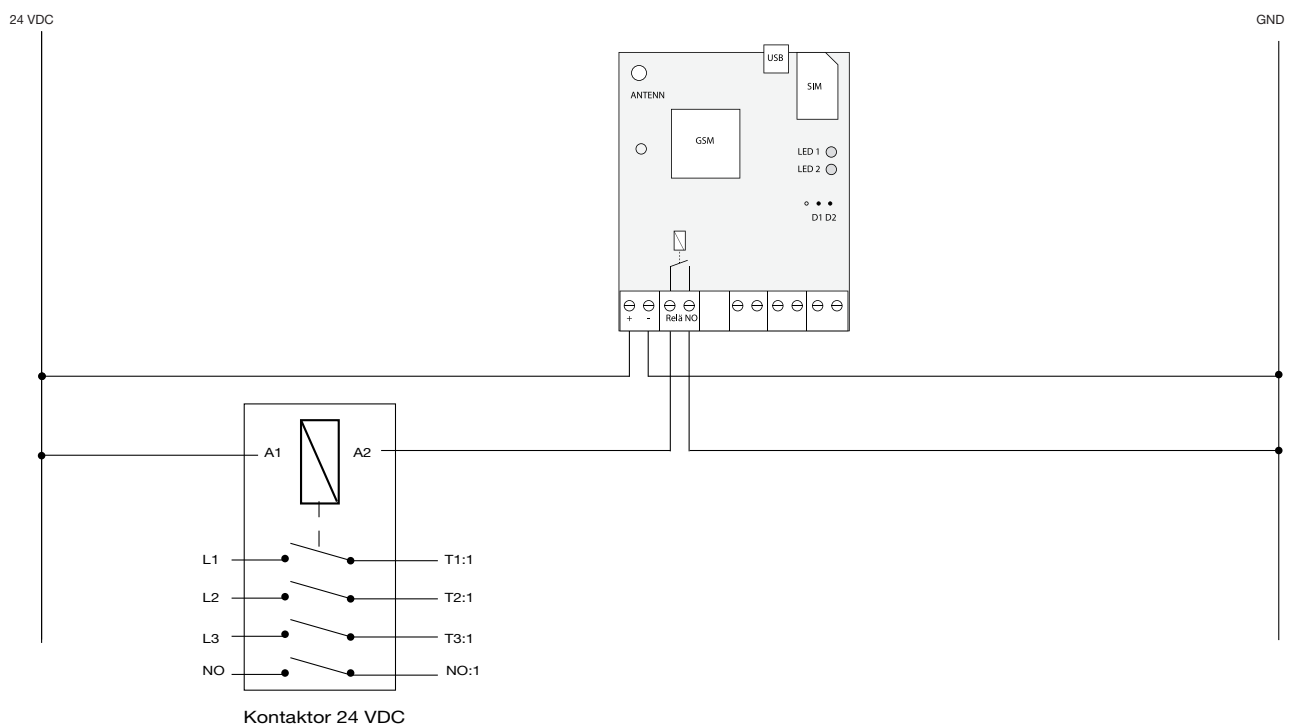 24 VDC
GND
USB
SIM
ANTENN
GSM
LED 1
LED 2
D1 D2
+ - Relä NO
A1 A2
L1 T1:1
L2 T2:1
L3 T3:1
NO NO:1
Kontaktor 24 VDC